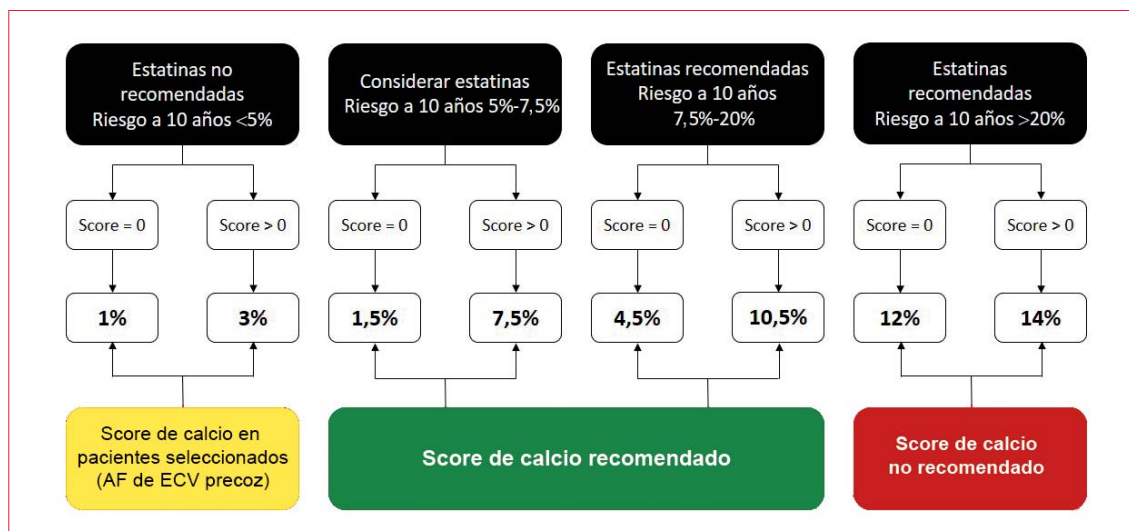 Estatinas no
recomendadas
Riesgo a 10 años <5%
Considerar estatinas
Riesgo a 10 años 5%-7,5%
Estatinas recomendadas
Riesgo a 10 años
7,5%-20%
Estatinas
recomendadas
Riesgo a 10 años >20%
Score = 0
Score > 0
Score = 0
Score > 0
Score = 0
Score > 0
Score = 0
Score > 0
1%
3%
1,5%
7,5%
4,5%
10,5%
12%
14%
Score de calcio en
pacientes seleccionados
(AF de ECV precoz)
Score de calcio recomendado
Score de calcio
no recomendado